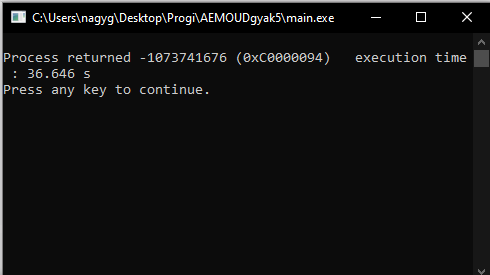 C:\Users\nagyg\Desktop\Progi\AEMOUDgyak5\main.exe
Process returned -1073741676 (0xC0000094)   execution time
 : 36.646 s
Press any key to continue.